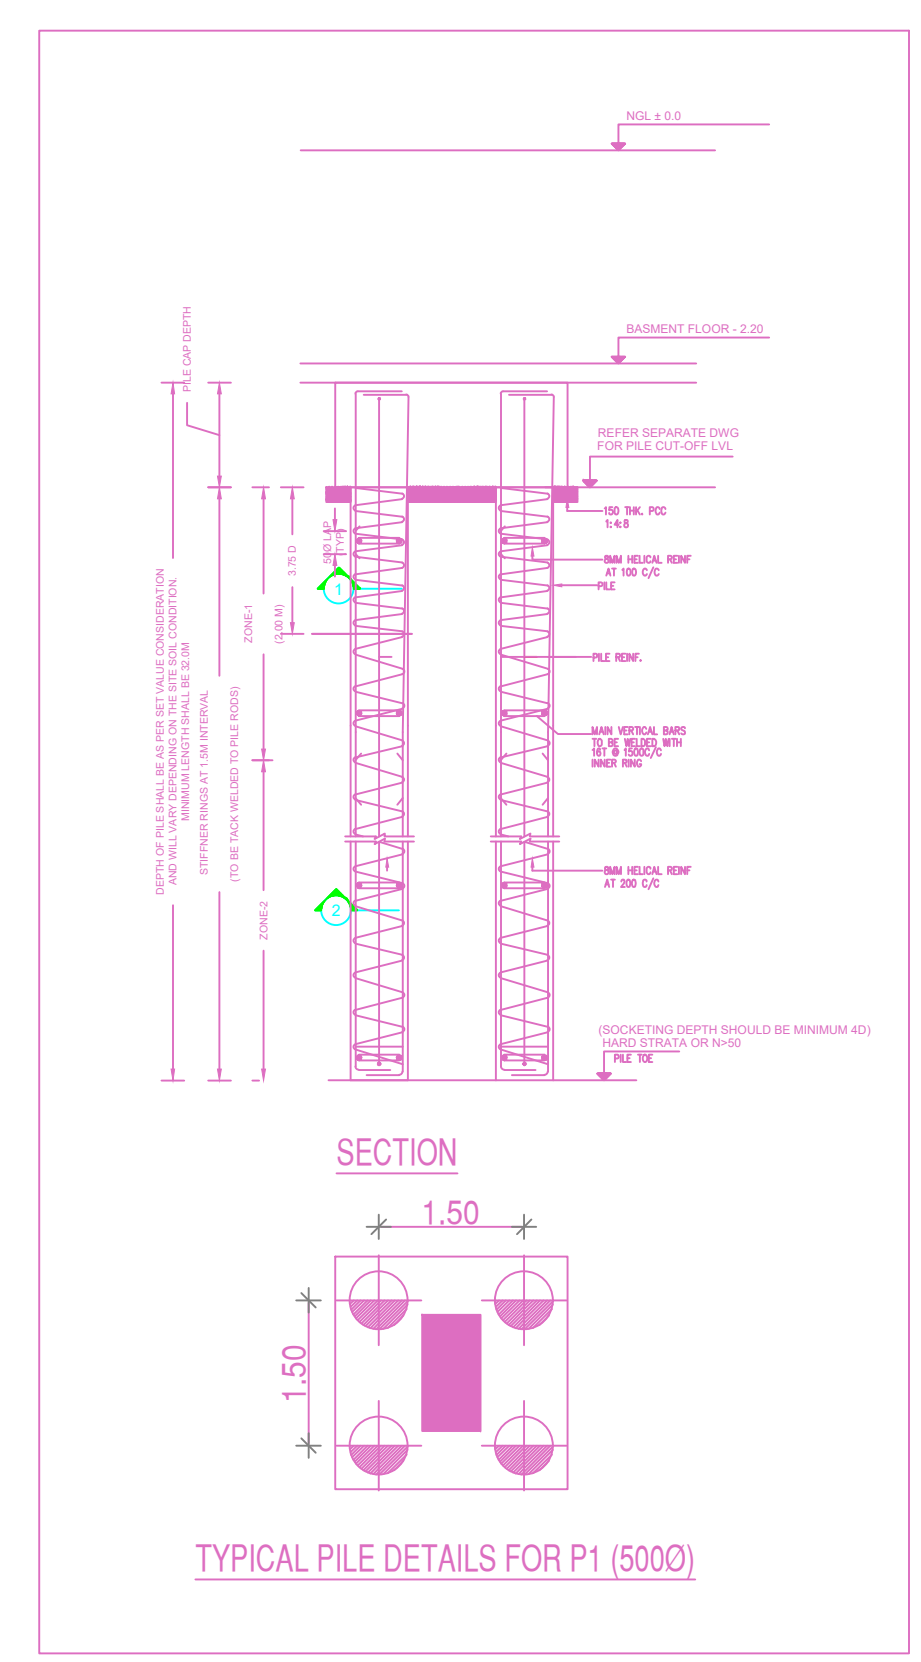 NGL ± 0.0
BASMENT FLOOR - 2.20
PILE CAP DEPTH
REFER SEPARATE DWG
FOR PILE CUT-OFF LVL
150 THK. PCC
1:4:8
8MM HELICAL REINF
AT 100 C/C
PILE
PILE REINF.
MAIN VERTICAL BARS
TO BE WELDED WITH
16T @ 1500C/C
INNER RING
8MM HELICAL REINF
AT 200 C/C
DEPTH OF PILE SHALL BE AS PER SET VALUE CONSIDERATION
AND WILL VARY DEPENDING ON THE SITE SOIL CONDITION.
MINIMUM LENGTH SHALL BE 32.0M
STIFFNER RINGS AT 1.5M INTERVAL
(TO BE TACK WELDED TO PILE RODS)
ZONE-1
(2.00 M)
3.75 D
50Ø LAP
(TYP)
1
ZONE-2
2
(SOCKETING DEPTH SHOULD BE MINIMUM 4D)
HARD STRATA OR N>50
PILE TOE
SECTION
1.50
1.50
TYPICAL PILE DETAILS FOR P1 (500Ø)